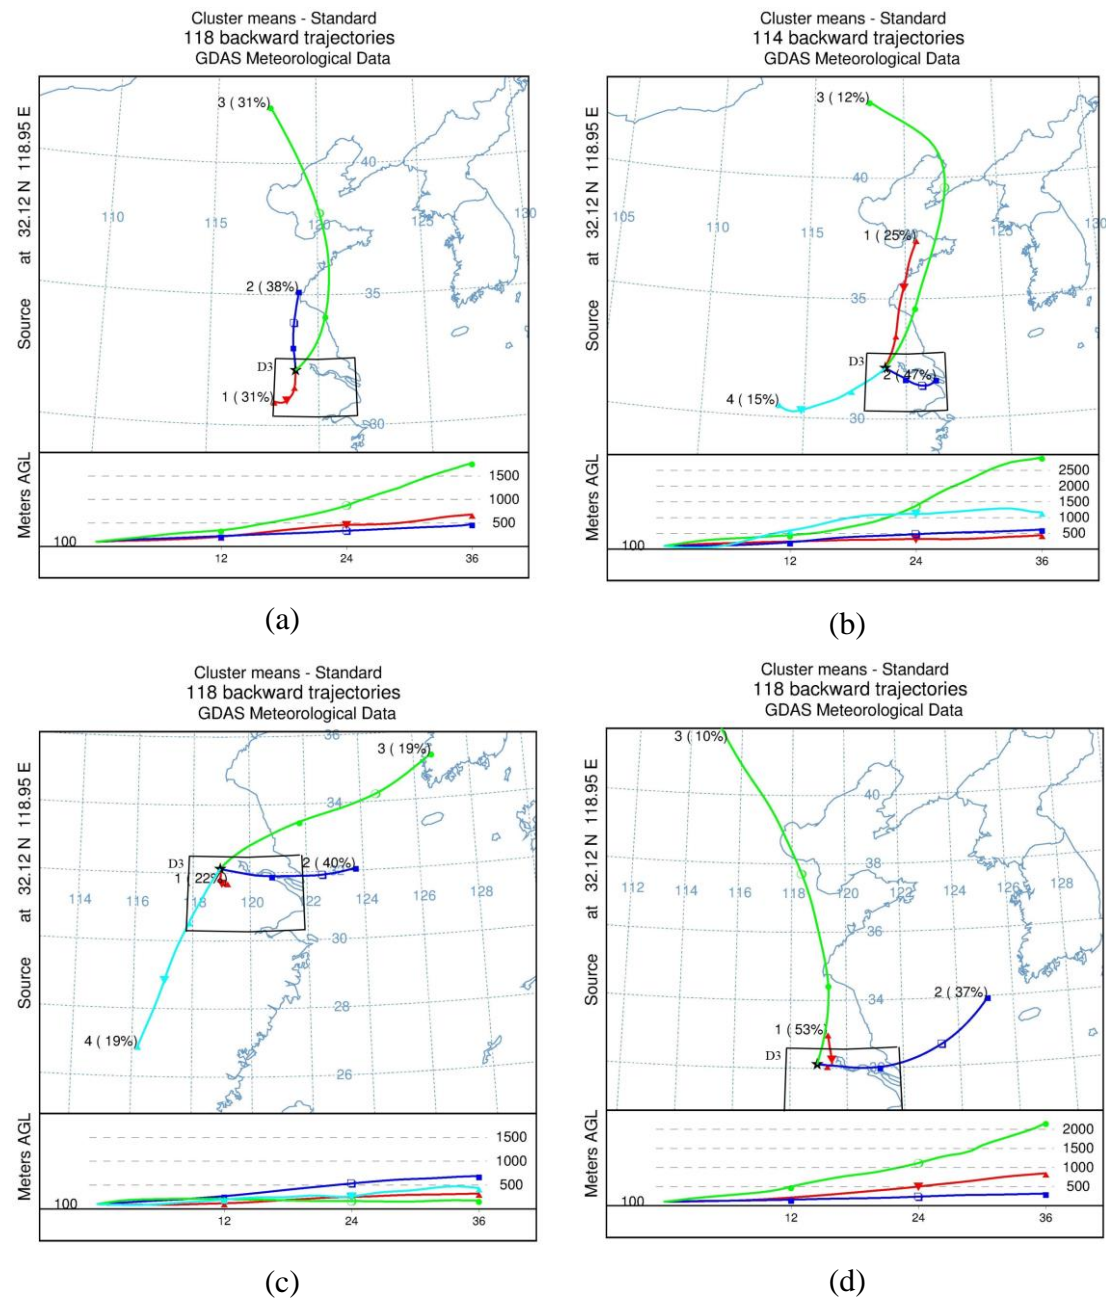 Cluster means - Standard
118 backward trajectories
GDAS Meteorological Data
Source at 32.12 N 118.95 E
3 ( 31%)
40
110
115
120
130
2 ( 38%)
35
D3
1 ( 31%)
30
Meters AGL
1500
1000
500
100
12
24
36
(a)
Cluster means - Standard
114 backward trajectories
GDAS Meteorological Data
Source at 32.12 N 118.95 E
3 ( 12%)
40
105
110
115
125
130
1 ( 25%)
35
D3
2 ( 47%)
4 ( 15%)
30
Meters AGL
2500
2000
1500
1000
500
100
12
24
36
(b)
Cluster means - Standard
118 backward trajectories
GDAS Meteorological Data
Source at 32.12 N 118.95 E
36
3 ( 19%)
34
D3
2 ( 40%)
1 ( 22%)
114
116
118
120
122
124
126
30
28
4 ( 19%)
26
Meters AGL
1500
1000
500
100
12
24
36
(c)
Cluster means - Standard
118 backward trajectories
GDAS Meteorological Data
Source at 32.12 N 118.95 E
3 ( 10%)
40
38
112
114
116
118
120
122
124
126
128
36
34
2 ( 37%)
1 ( 53%)
D3
Meters AGL
2000
1500
1000
500
100
12
24
36
(d)